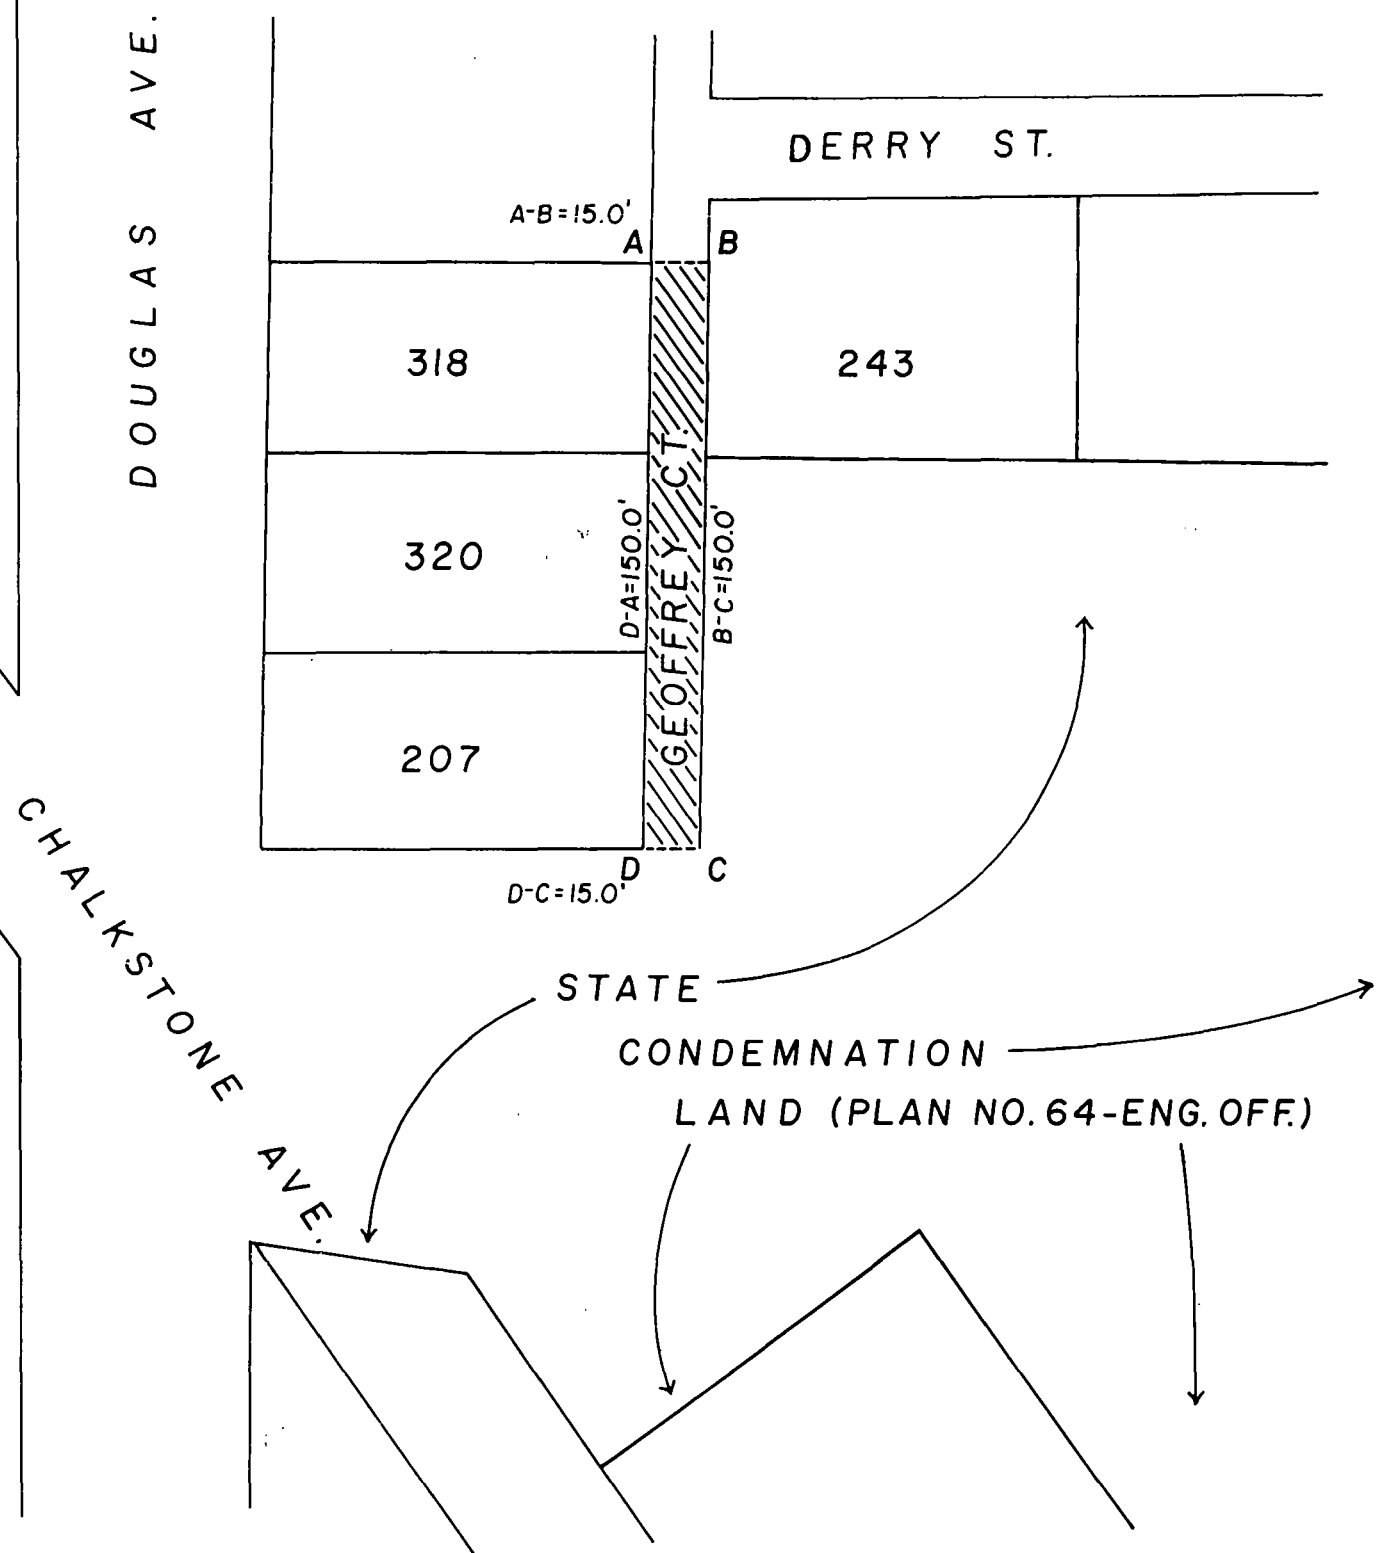 DOUGLAS AVE.
DERRY ST.
A-B=15.0'
A
B
318
243
320
D-A=150.0'
GEOFFREY CT.
B-C=150.0'
207
D
C
D-C=15.0'
CHALKSTONE AVE.
STATE
CONDEMNATION
LAND (PLAN NO. 64-ENG. OFF.)